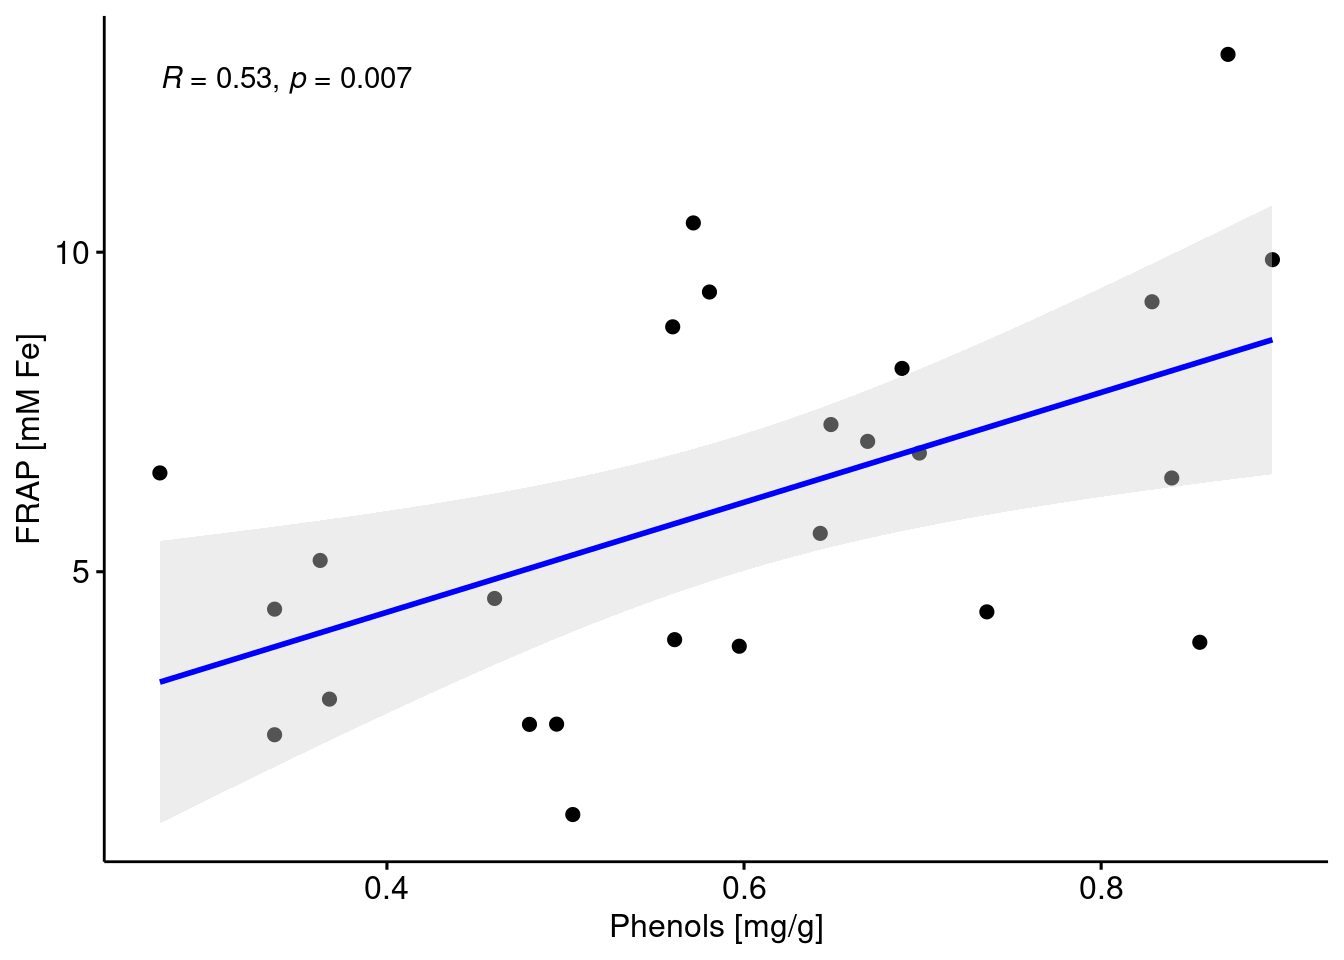 R = 0.53, p = 0.007
10
5
FRAP [mM Fe]
0.4 0.6 0.8
Phenols [mg/g]